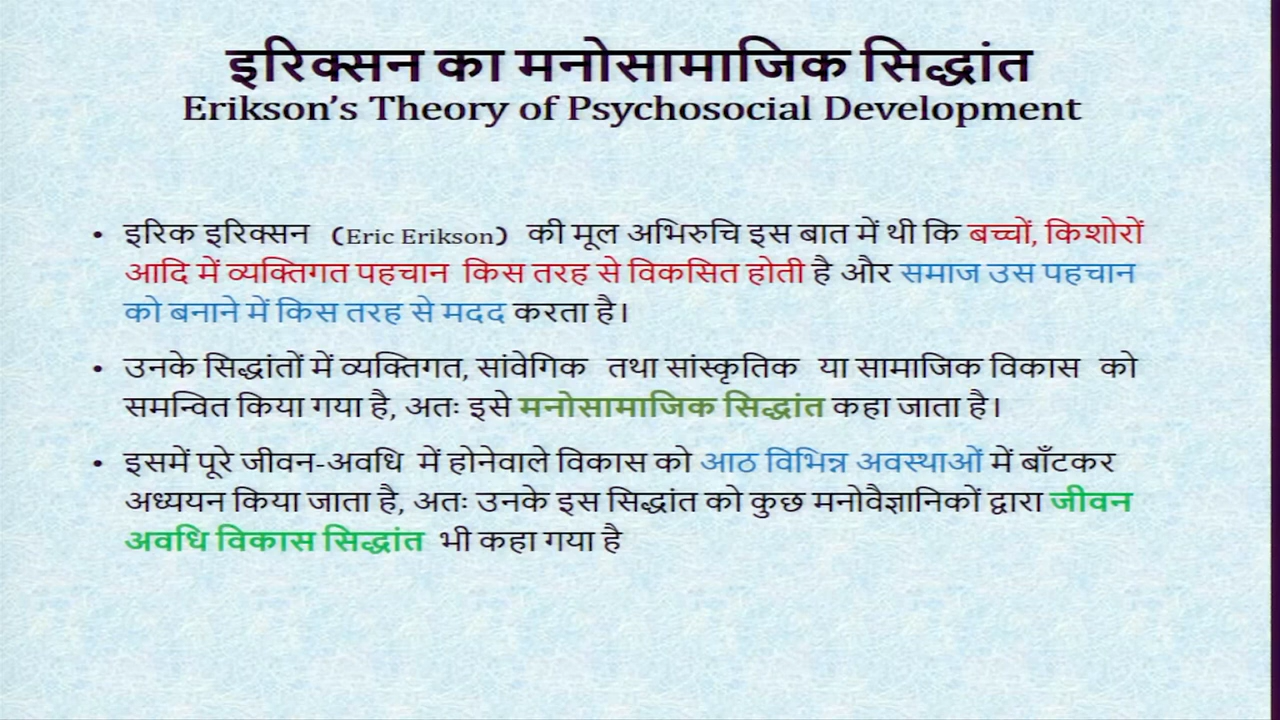 इरिक्सन का मनोसामाजिक सिद्धांत
Erikson’s Theory of Psychosocial Development
• इरिक इरिक्सन (Eric Erikson) की मूल अभिरुचि इस बात में थी कि बच्चों, किशोरों
आदि में व्यक्तिगत पहचान किस तरह से विकसित होती है और समाज उस पहचान
को बनाने में किस तरह से मदद करता है।
• उनके सिद्धांतों में व्यक्तिगत, सांवेगिक तथा सांस्कृतिक या सामाजिक विकास को
समन्वित किया गया है, अतः इसे मनोसामाजिक सिद्धांत कहा जाता है।
• इसमें पूरे जीवन-अवधि में होनेवाले विकास को आठ विभिन्न अवस्थाओं में बाँटकर
अध्ययन किया जाता है, अतः उनके इस सिद्धांत को कुछ मनोवैज्ञानिकों द्वारा जीवन
अवधि विकास सिद्धांत भी कहा गया है